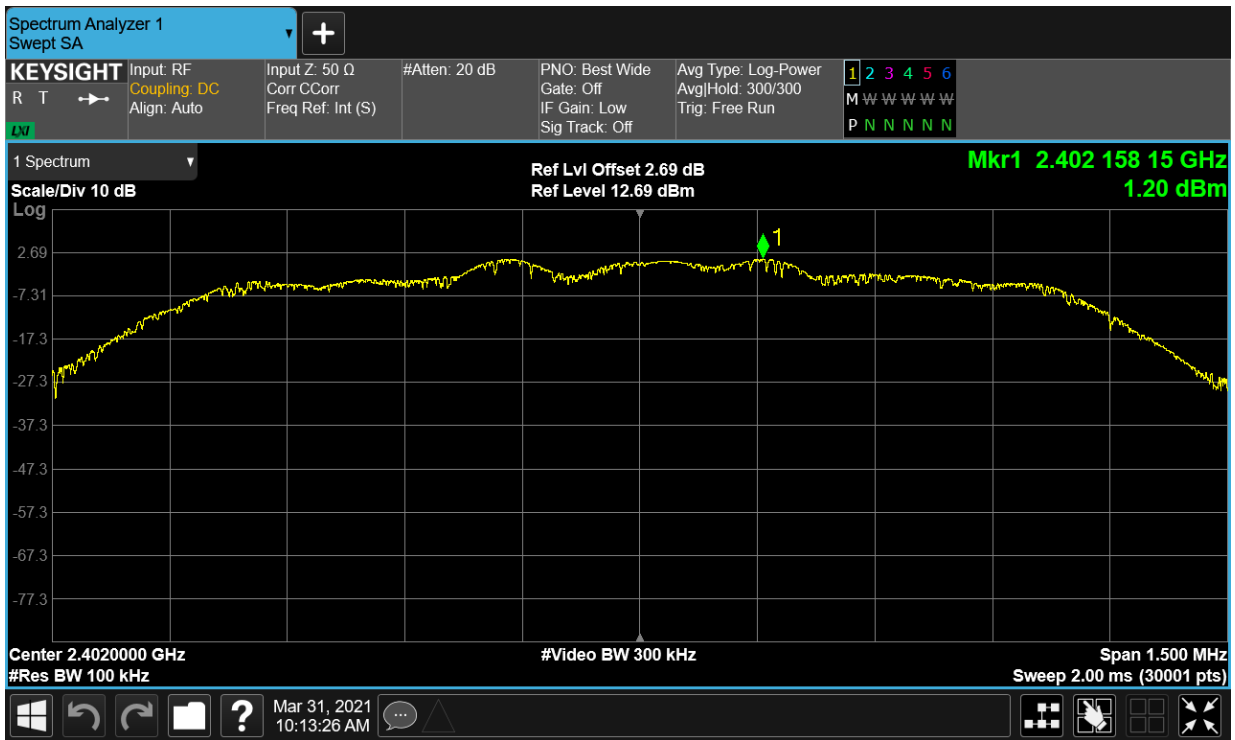 Spectrum Analyzer 1
Swept SA
KEYSIGHT
R T
LXI
Input: RF
Coupling: DC
Align: Auto
Input Z: 50 Ω
Corr CCorr
Freq Ref: Int (S)
#Atten: 20 dB
PNO: Best Wide
Gate: Off
IF Gain: Low
Sig Track: Off
Avg Type: Log-Power
Avg|Hold: 300/300
Trig: Free Run
1 2 3 4 5 6
M W W W W W
P N N N N N
1 Spectrum
Scale/Div 10 dB
Log
Ref Lvl Offset 2.69 dB
Ref Level 12.69 dBm
Mkr1 2.402 158 15 GHz
1.20 dBm
1
2.69
-7.31
-17.3
-27.3
-37.3
-47.3
-57.3
-67.3
-77.3
Center 2.4020000 GHz
#Res BW 100 kHz
#Video BW 300 kHz
Span 1.500 MHz
Sweep 2.00 ms (30001 pts)
?
Mar 31, 2021
10:13:26 AM